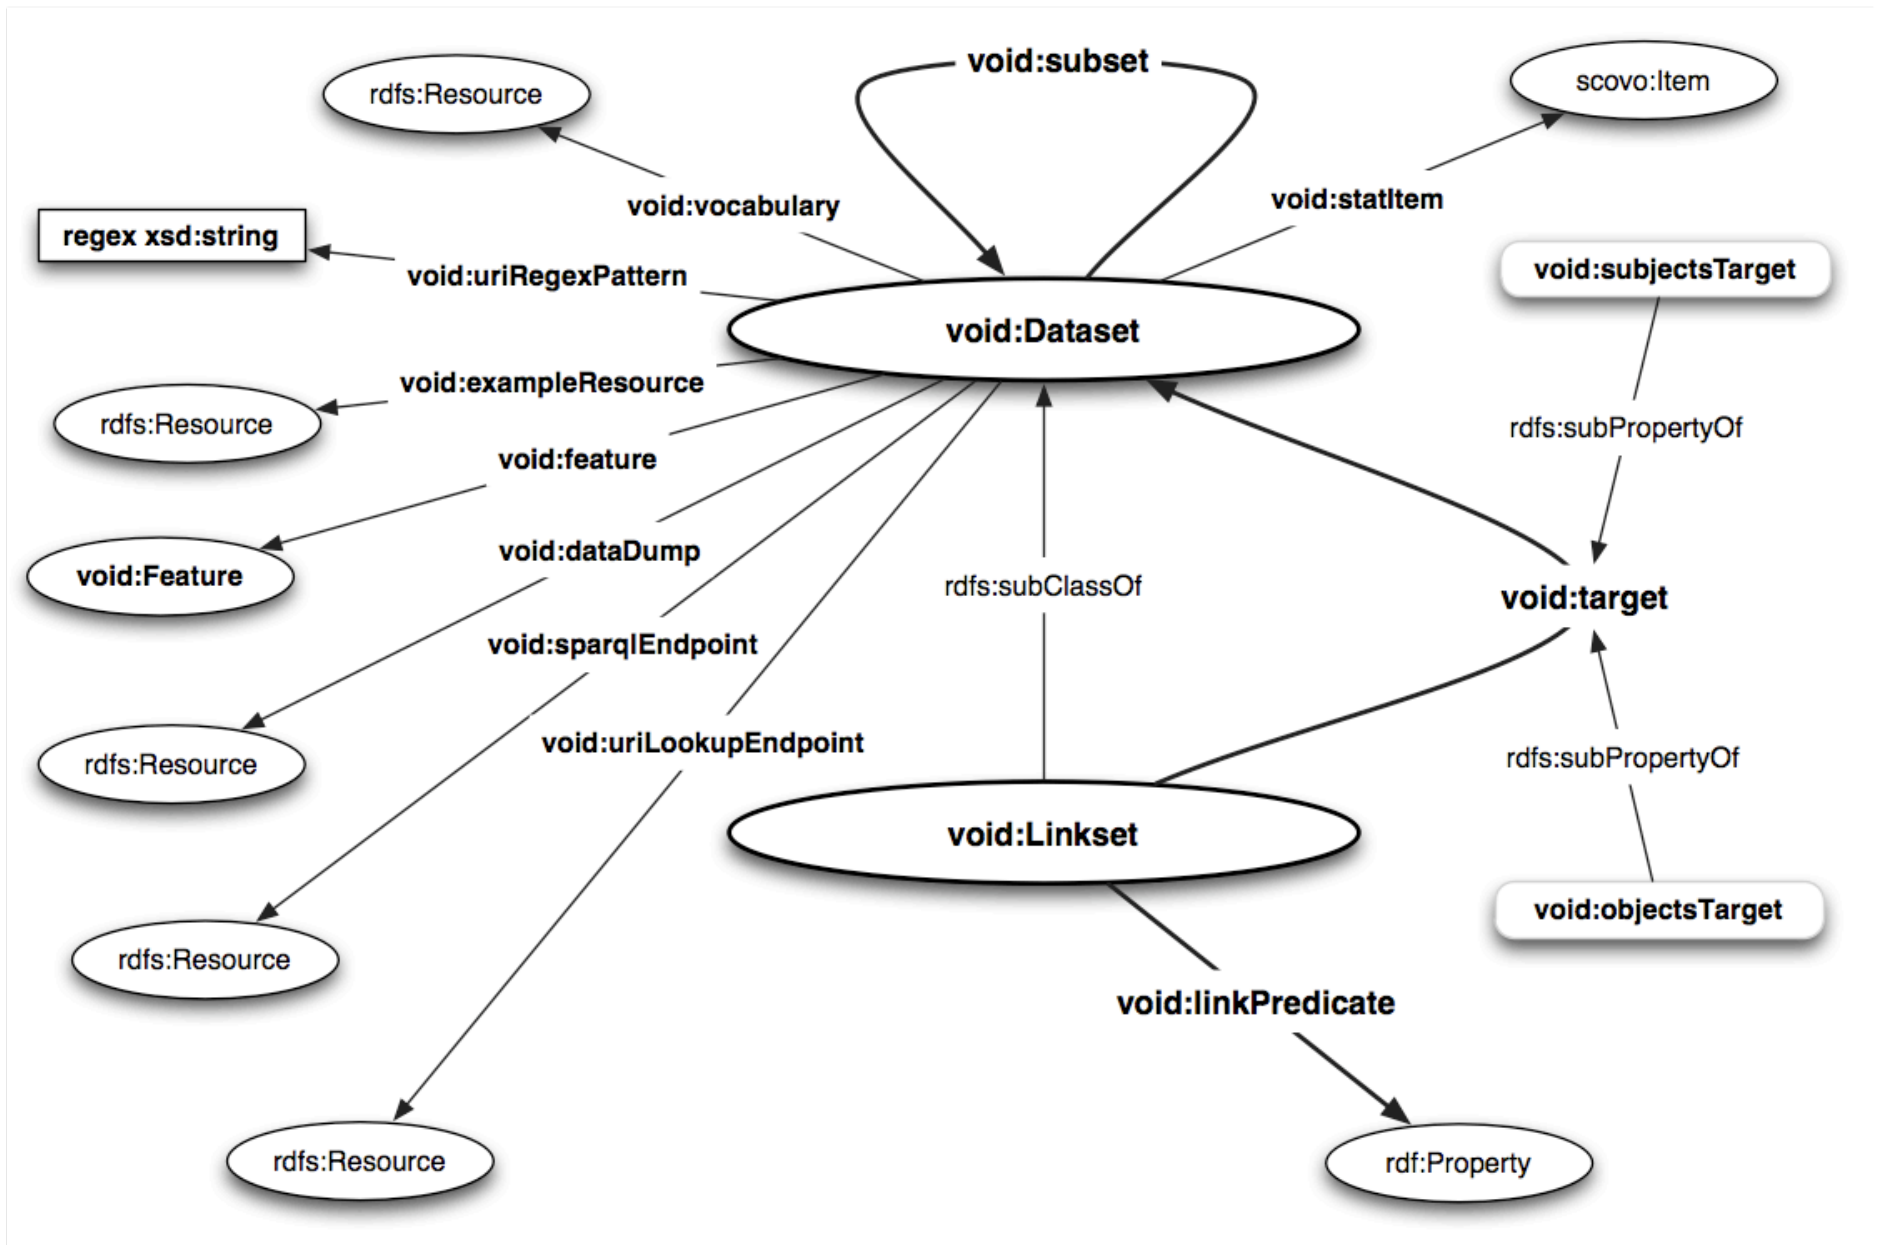 void:subset
scovo:Item
rdfs:Resource
void:vocabulary
void:statItem
regex xsd:string
void:uriRegexPattern
void:subjectsTarget
void:Dataset
void:exampleResource
rdfs:Resource
rdfs:subPropertyOf
void:feature
void:dataDump
void:Feature
rdfs:subClassOf
void:target
void:sparqlEndpoint
void:uriLookupEndpoint
rdfs:subPropertyOf
rdfs:Resource
void:Linkset
void:objectsTarget
rdfs:Resource
void:linkPredicate
rdfs:Resource
rdf:Property